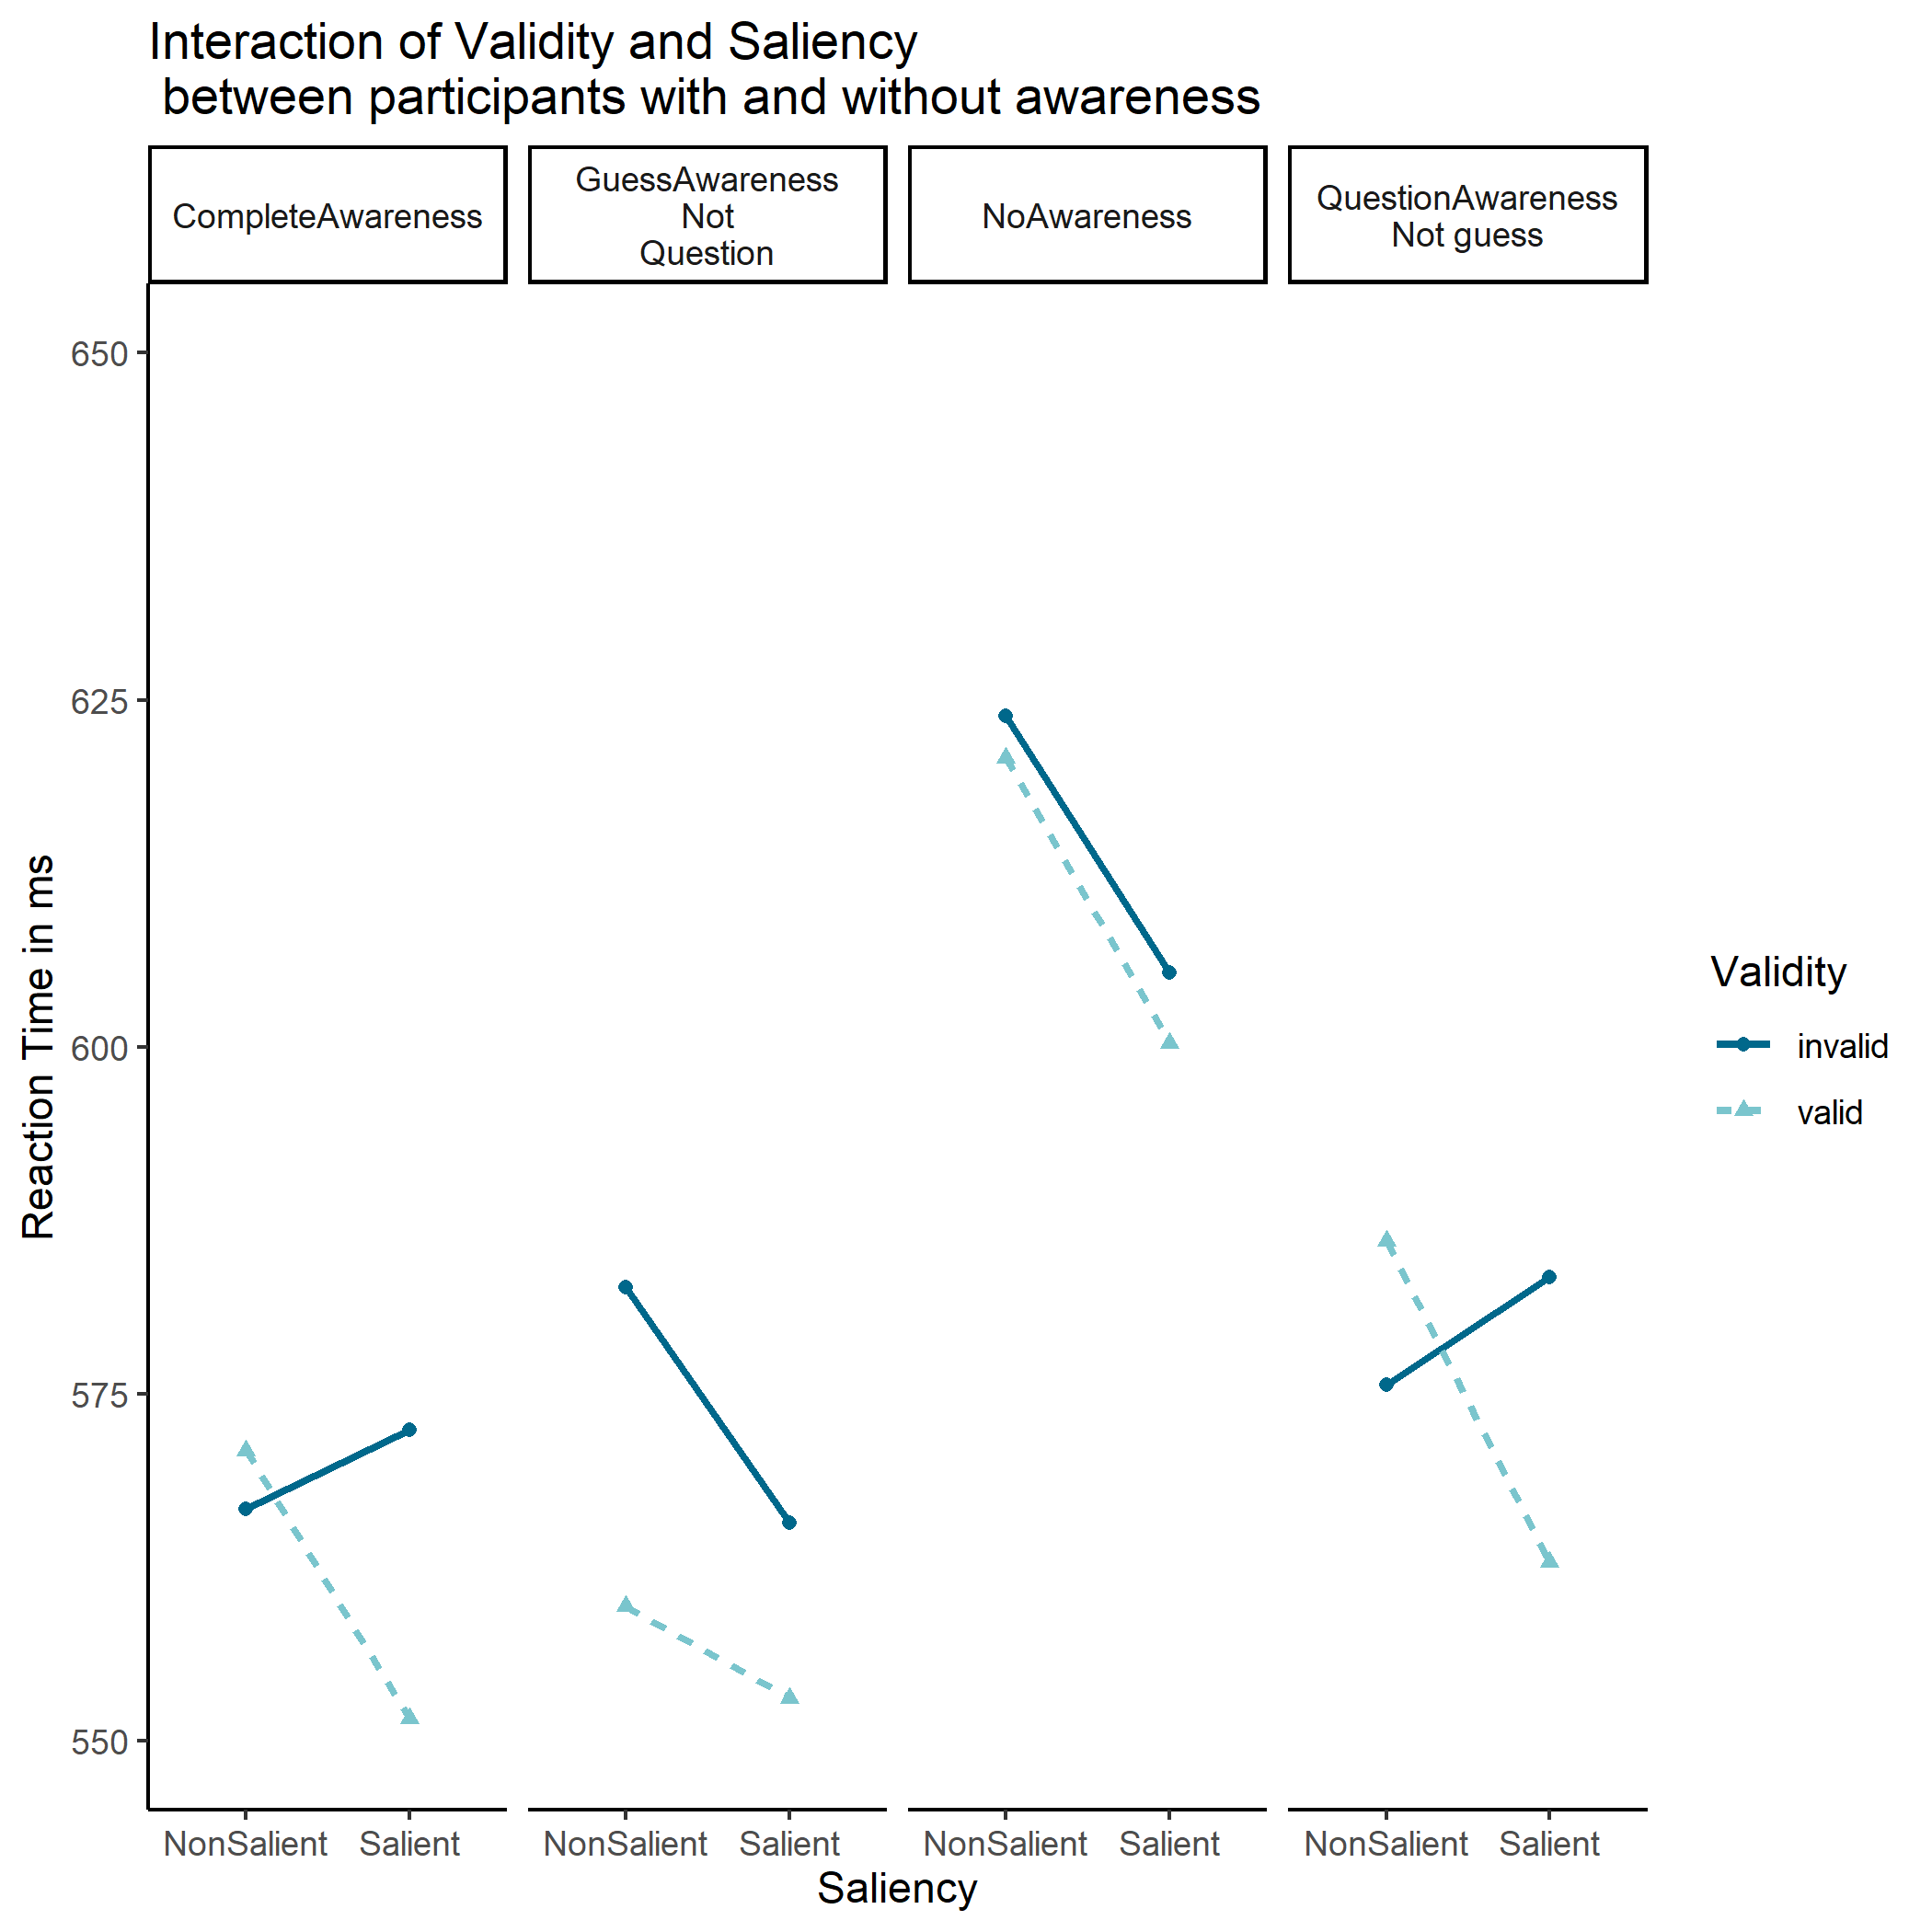 Interaction of Validity and Saliency
between participants with and without awareness
CompleteAwareness
GuessAwareness
Not
Question
NoAwareness
QuestionAwareness
Not guess
Reaction Time in ms
650
625
600
575
550
NonSalient Salient
NonSalient Salient
NonSalient Salient
NonSalient Salient
Saliency
Validity
invalid
valid